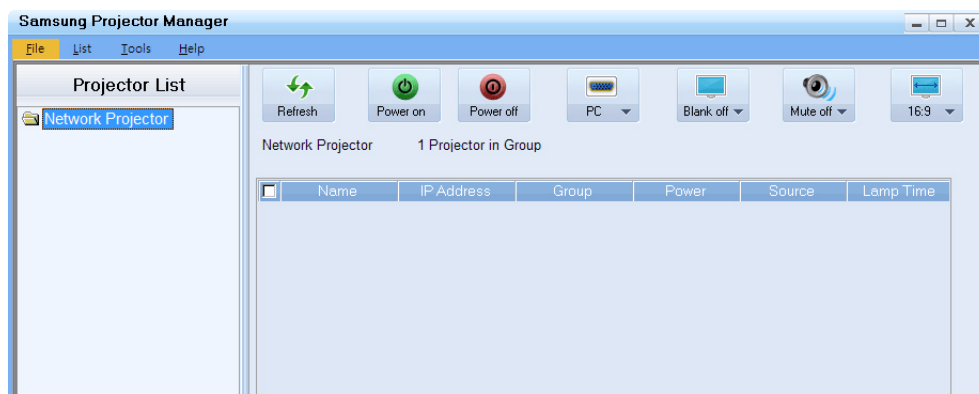 Samsung Projector Manager
File List Tools Help
Projector List
Network Projector
Refresh Power on Power off PC Blank off Mute off 16:9
Network Projector 1 Projector in Group
Name IP Address Group Power Source Lamp Time